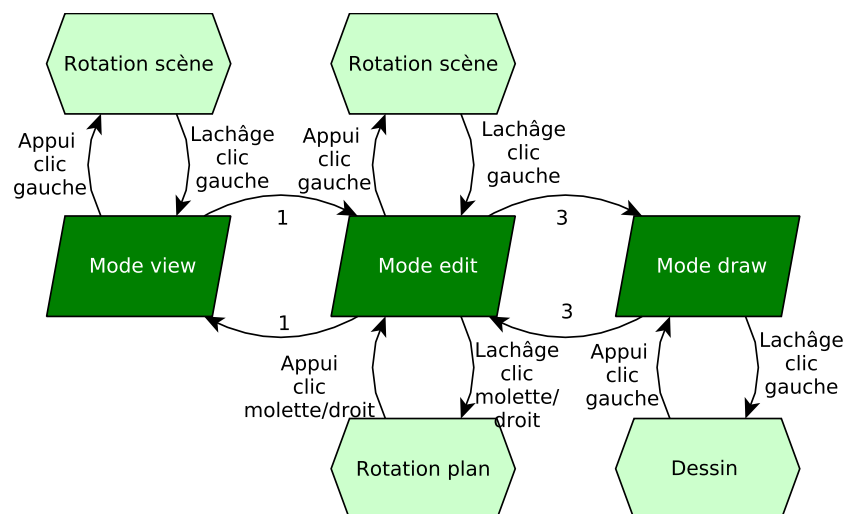 Rotation scène
Rotation scène
Appui
clic
gauche
Lachâge
clic
gauche
Appui
clic
gauche
Lachâge
clic
gauche
1
3
Mode view
Mode edit
Mode draw
1
3
Appui
clic
molette/droit
Lachâge
clic
molette/
droit
Appui
clic
gauche
Lachâge
clic
gauche
Rotation plan
Dessin